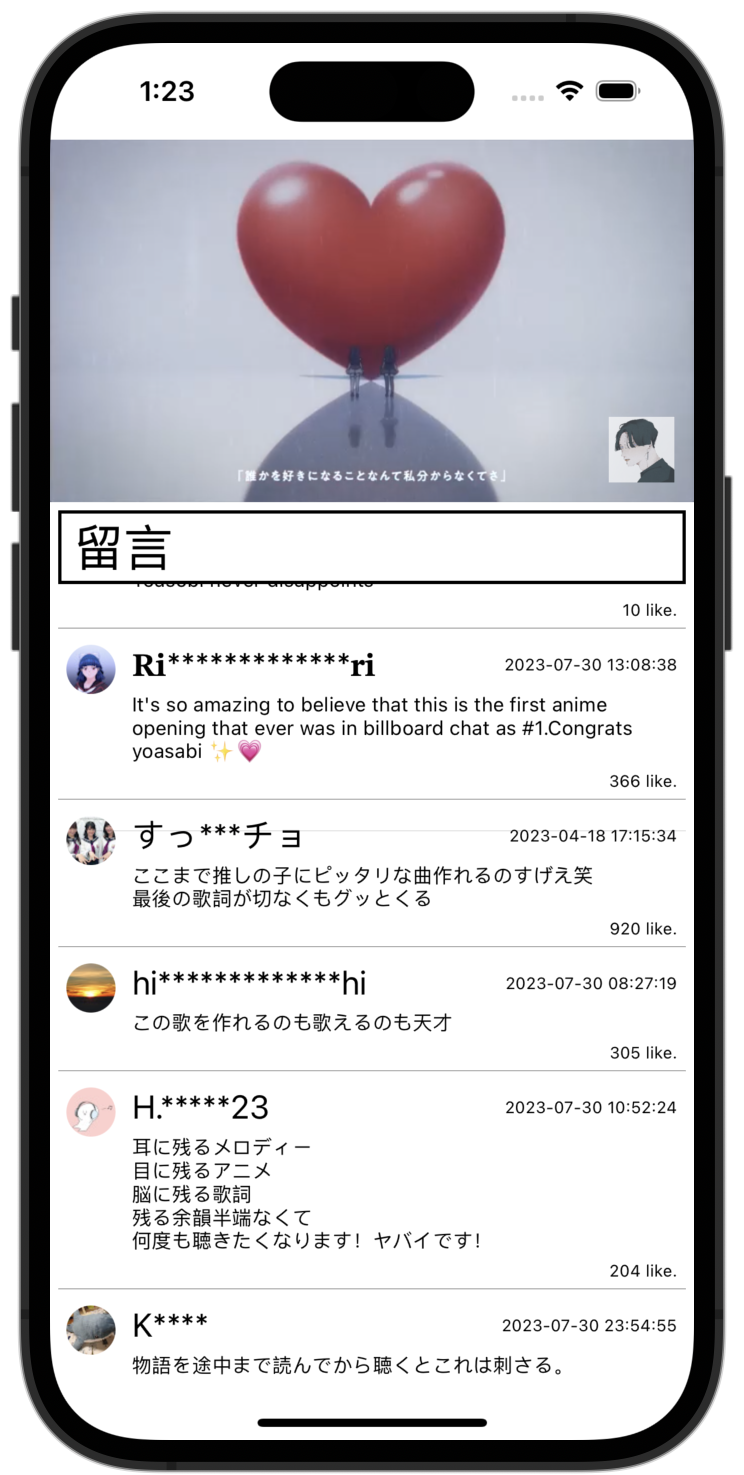 1:23
「誰かを好きになることなんて私分からなくてさ」
留言
10 like.
Ri*************ri
2023-07-30 13:08:38
It's so amazing to believe that this is the first anime
opening that ever was in billboard chat as #1.Congrats
yoasabi ✨💗
366 like.
すっ***チョ
2023-04-18 17:15:34
ここまで推しの子にピッタリな曲作れるのすげえ笑
最後の歌詞が切なくもグッとくる
920 like.
hi*************hi
2023-07-30 08:27:19
この歌を作れるのも歌えるのも天才
305 like.
H.*****23
2023-07-30 10:52:24
耳に残るメロディー
目に残るアニメ
脳に残る歌詞
残る余韻半端なくて
何度も聴きたくなります！ヤバイです！
204 like.
K****
2023-07-30 23:54:55
物語を途中まで読んでから聴くとこれは刺さる。